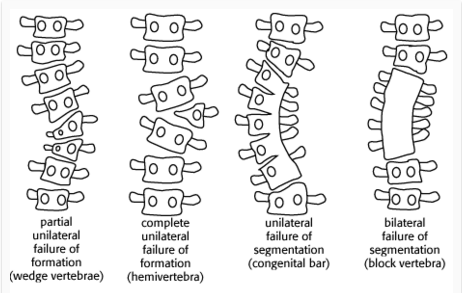 partial
unilateral
failure of
formation
(wedge vertebrae)
complete
unilateral
failure of
formation
(hemivertebra)
unilateral
failure of
segmentation
(congenital bar)
bilateral
failure of
segmentation
(block vertebra)